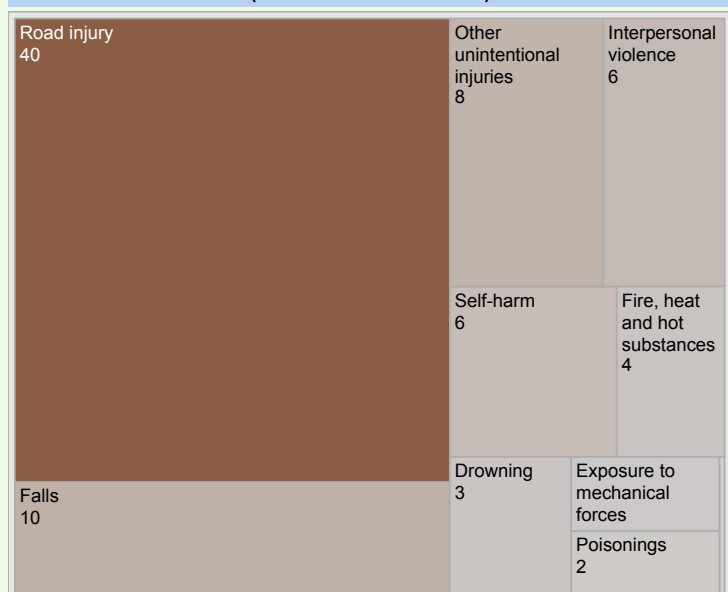 Road injury
40
Other
unintentional
injuries
8
Interpersonal
violence
6
Self-harm
6
Fire, heat
and hot
substances
4
Falls
10
Drowning
3
Exposure to
mechanical
forces
Poisonings
2